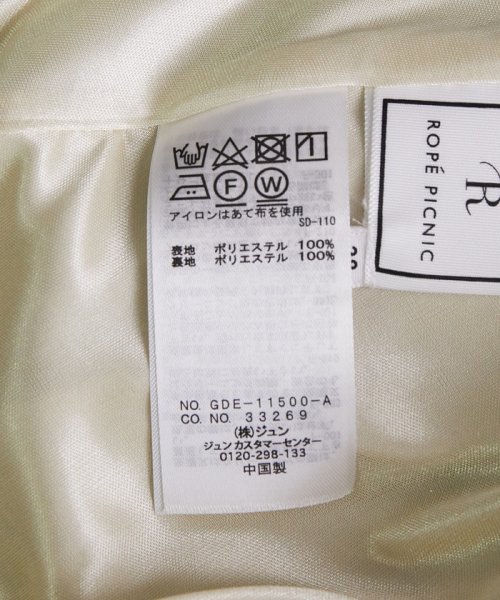 アイロンはあて布を使用
SD-110
表地 ポリエステル 100%
裏地 ポリエステル 100%
NO. GDE-11500-A
CO. NO. 33269
(株)ジュン
ジュン カスタマーセンター
0120-298-133
中国製
R
ROPÉ PICNIC
F
W